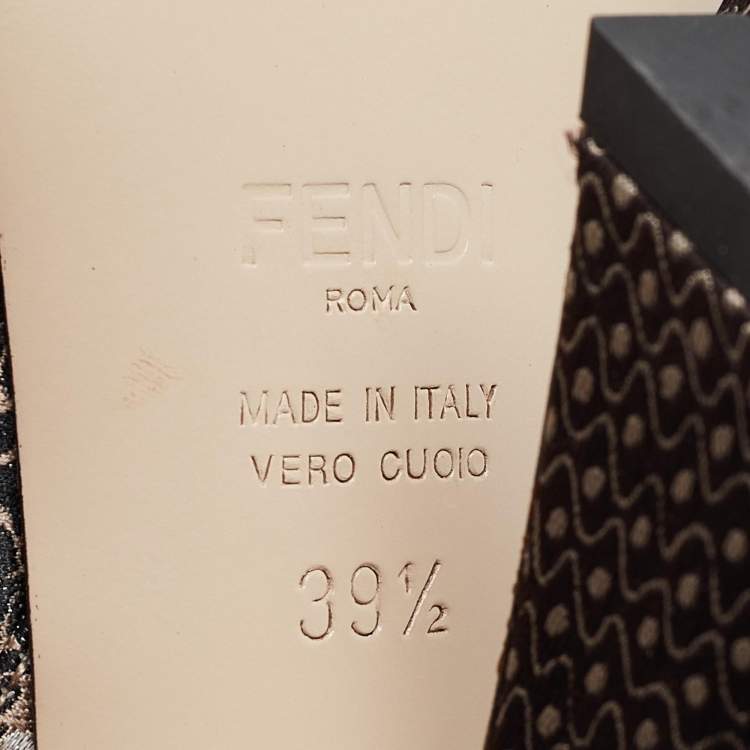 FENDI
ROMA
MADE IN ITALY
VERO CUOIO
39½